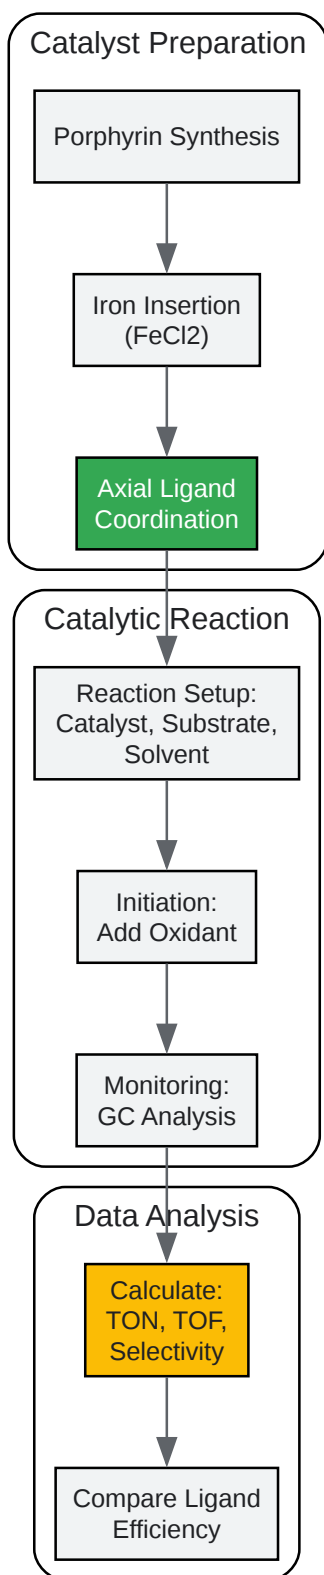 Catalyst Preparation
Porphyrin Synthesis
Iron Insertion
(FeCl2)
Axial Ligand
Coordination
Catalytic Reaction
Reaction Setup:
Catalyst, Substrate,
Solvent
Initiation:
Add Oxidant
Monitoring:
GC Analysis
Data Analysis
Calculate:
TON, TOF,
Selectivity
Compare Ligand
Efficiency